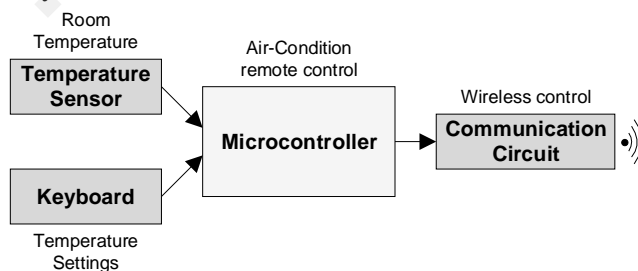 Room
Temperature
Temperature
Sensor
Air-Condition
remote control
Microcontroller
Wireless control
Communication
Circuit
Keyboard
Temperature
Settings